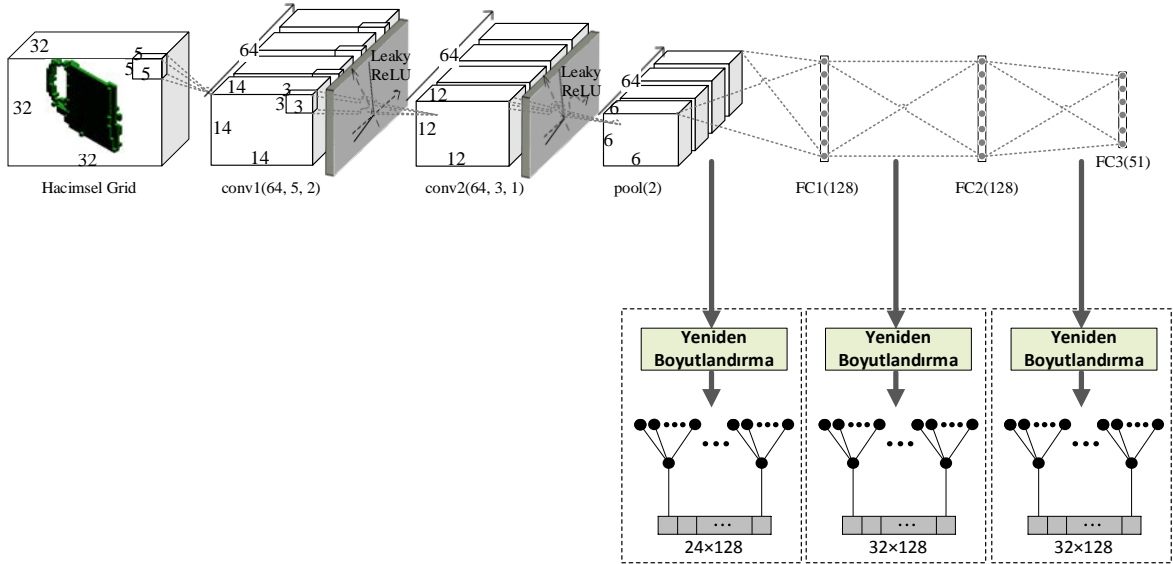 32
5
5
5
32
32
Hacimsel Grid
64
14
3
3
3
14
14
conv1(64, 5, 2)
Leaky
ReLU
64
12
12
12
conv2(64, 3, 1)
Leaky
ReLU
64
6
6
6
pool(2)
FC1(128)
FC2(128)
FC3(51)
Yeniden
Boyutlandırma
24×128
Yeniden
Boyutlandırma
32×128
Yeniden
Boyutlandırma
32×128